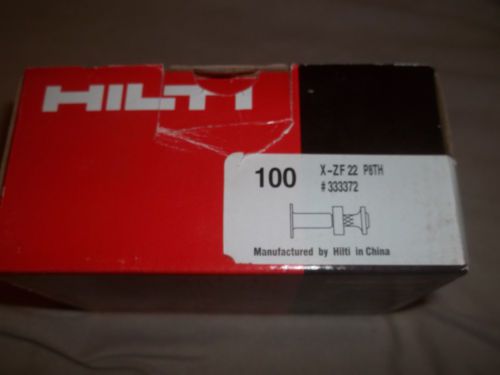 HILTI
100 X-ZF 22 P8TH
# 333372
Manufactured by Hilti in China